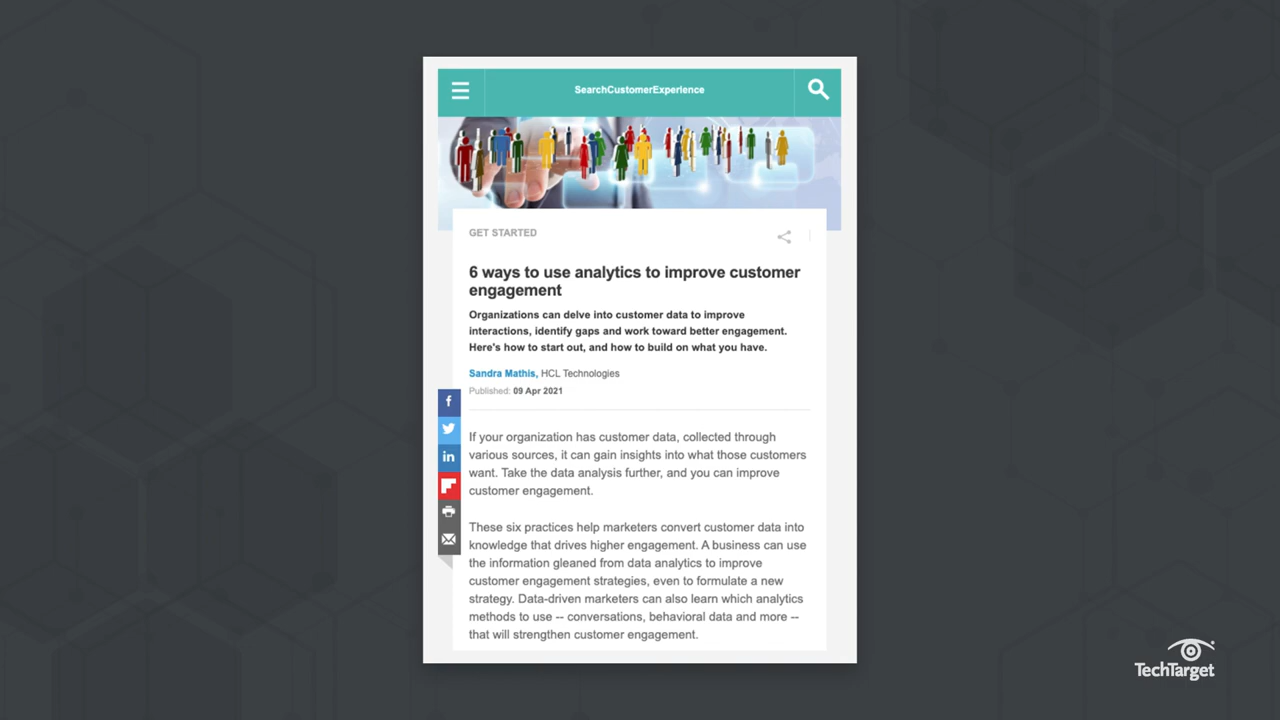 SearchCustomerExperience
GET STARTED
6 ways to use analytics to improve customer
engagement
Organizations can delve into customer data to improve
interactions, identify gaps and work toward better engagement.
Here's how to start out, and how to build on what you have.
Sandra Mathis, HCL Technologies
Published: 09 Apr 2021
If your organization has customer data, collected through
various sources, it can gain insights into what those customers
want. Take the data analysis further, and you can improve
customer engagement.
These six practices help marketers convert customer data into
knowledge that drives higher engagement. A business can use
the information gleaned from data analytics to improve
customer engagement strategies, even to formulate a new
strategy. Data-driven marketers can also learn which analytics
methods to use -- conversations, behavioral data and more --
that will strengthen customer engagement.
TechTarget